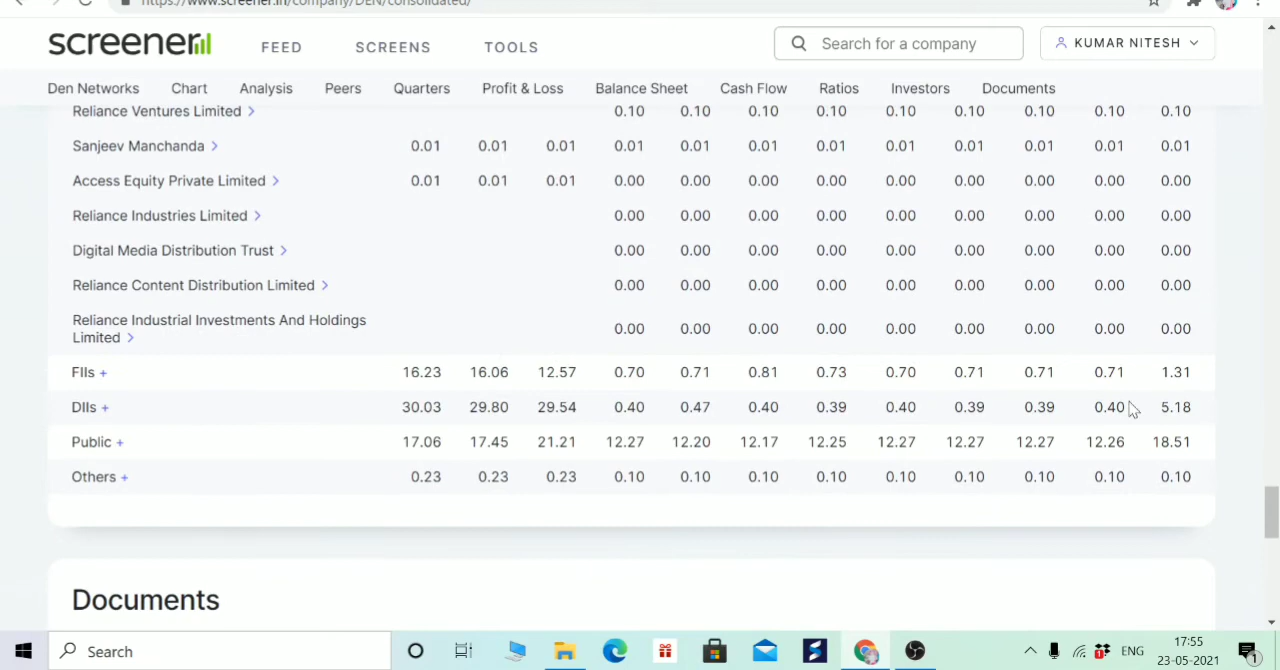 https://www.screener.in/company/DEN/consolidated/
screener
FEED
SCREENS
TOOLS
Search for a company
KUMAR NITESH
Den Networks Chart Analysis Peers Quarters Profit & Loss Balance Sheet Cash Flow Ratios Investors Documents
Reliance Ventures Limited > 0.10 0.10 0.10 0.10 0.10 0.10 0.10 0.10 0.10
Sanjeev Manchanda > 0.01 0.01 0.01 0.01 0.01 0.01 0.01 0.01 0.01 0.01 0.01 0.01
Access Equity Private Limited > 0.01 0.01 0.01 0.00 0.00 0.00 0.00 0.00 0.00 0.00 0.00 0.00
Reliance Industries Limited > 0.00 0.00 0.00 0.00 0.00 0.00 0.00 0.00 0.00
Digital Media Distribution Trust > 0.00 0.00 0.00 0.00 0.00 0.00 0.00 0.00 0.00
Reliance Content Distribution Limited > 0.00 0.00 0.00 0.00 0.00 0.00 0.00 0.00 0.00
Reliance Industrial Investments And Holdings
Limited > 0.00 0.00 0.00 0.00 0.00 0.00 0.00 0.00 0.00
FIIs + 16.23 16.06 12.57 0.70 0.71 0.81 0.73 0.70 0.71 0.71 0.71 1.31
DIIs + 30.03 29.80 29.54 0.40 0.47 0.40 0.39 0.40 0.39 0.39 0.40 5.18
Public + 17.06 17.45 21.21 12.27 12.20 12.17 12.25 12.27 12.27 12.27 12.26 18.51
Others + 0.23 0.23 0.23 0.10 0.10 0.10 0.10 0.10 0.10 0.10 0.10 0.10
Documents
Search
ENG
17:55
23-05-2021
1